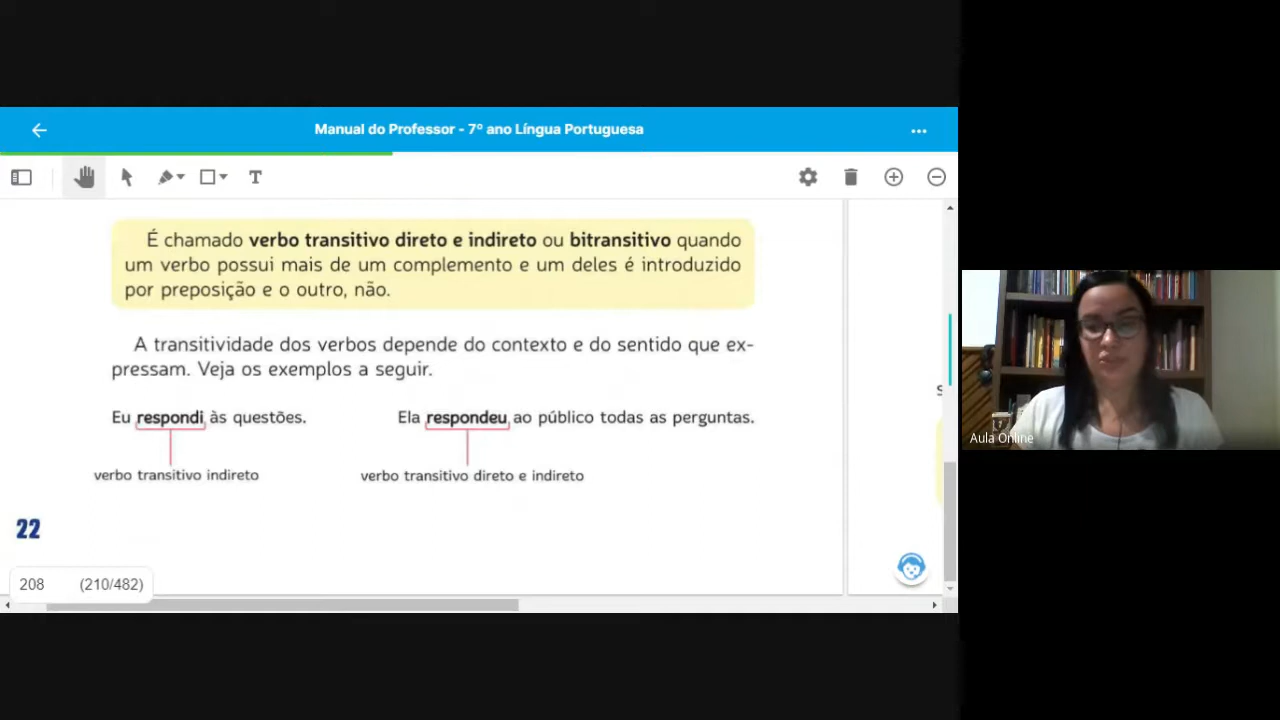 Manual do Professor - 7º ano Língua Portuguesa
T
É chamado verbo transitivo direto e indireto ou bitransitivo quando
um verbo possui mais de um complemento e um deles é introduzido
por preposição e o outro, não.
A transitividade dos verbos depende do contexto e do sentido que ex-
pressam. Veja os exemplos a seguir.
Eu respondi às questões. Ela respondeu ao público todas as perguntas.
verbo transitivo indireto verbo transitivo direto e indireto
22
208 (210/482)
Aula Online